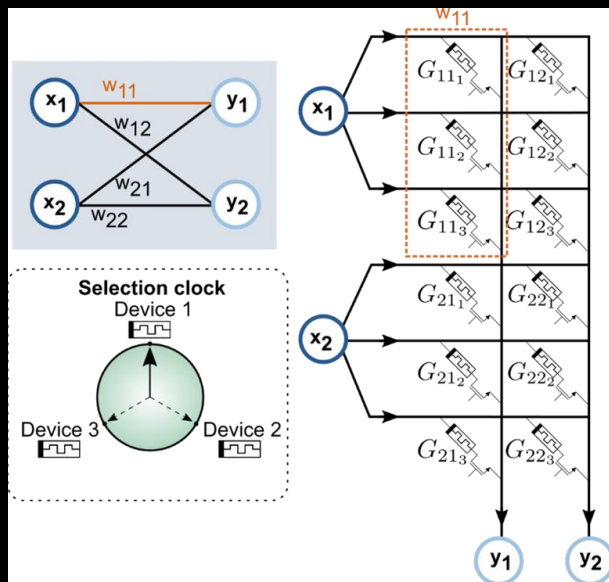 w11
x1
y1
w12
w21
x2
w22
y2
Selection clock
Device 1
Device 3
Device 2
w11
G111
G121
x1
G112
G122
G113
G123
G211
G221
x2
G212
G222
G213
G223
y1
y2